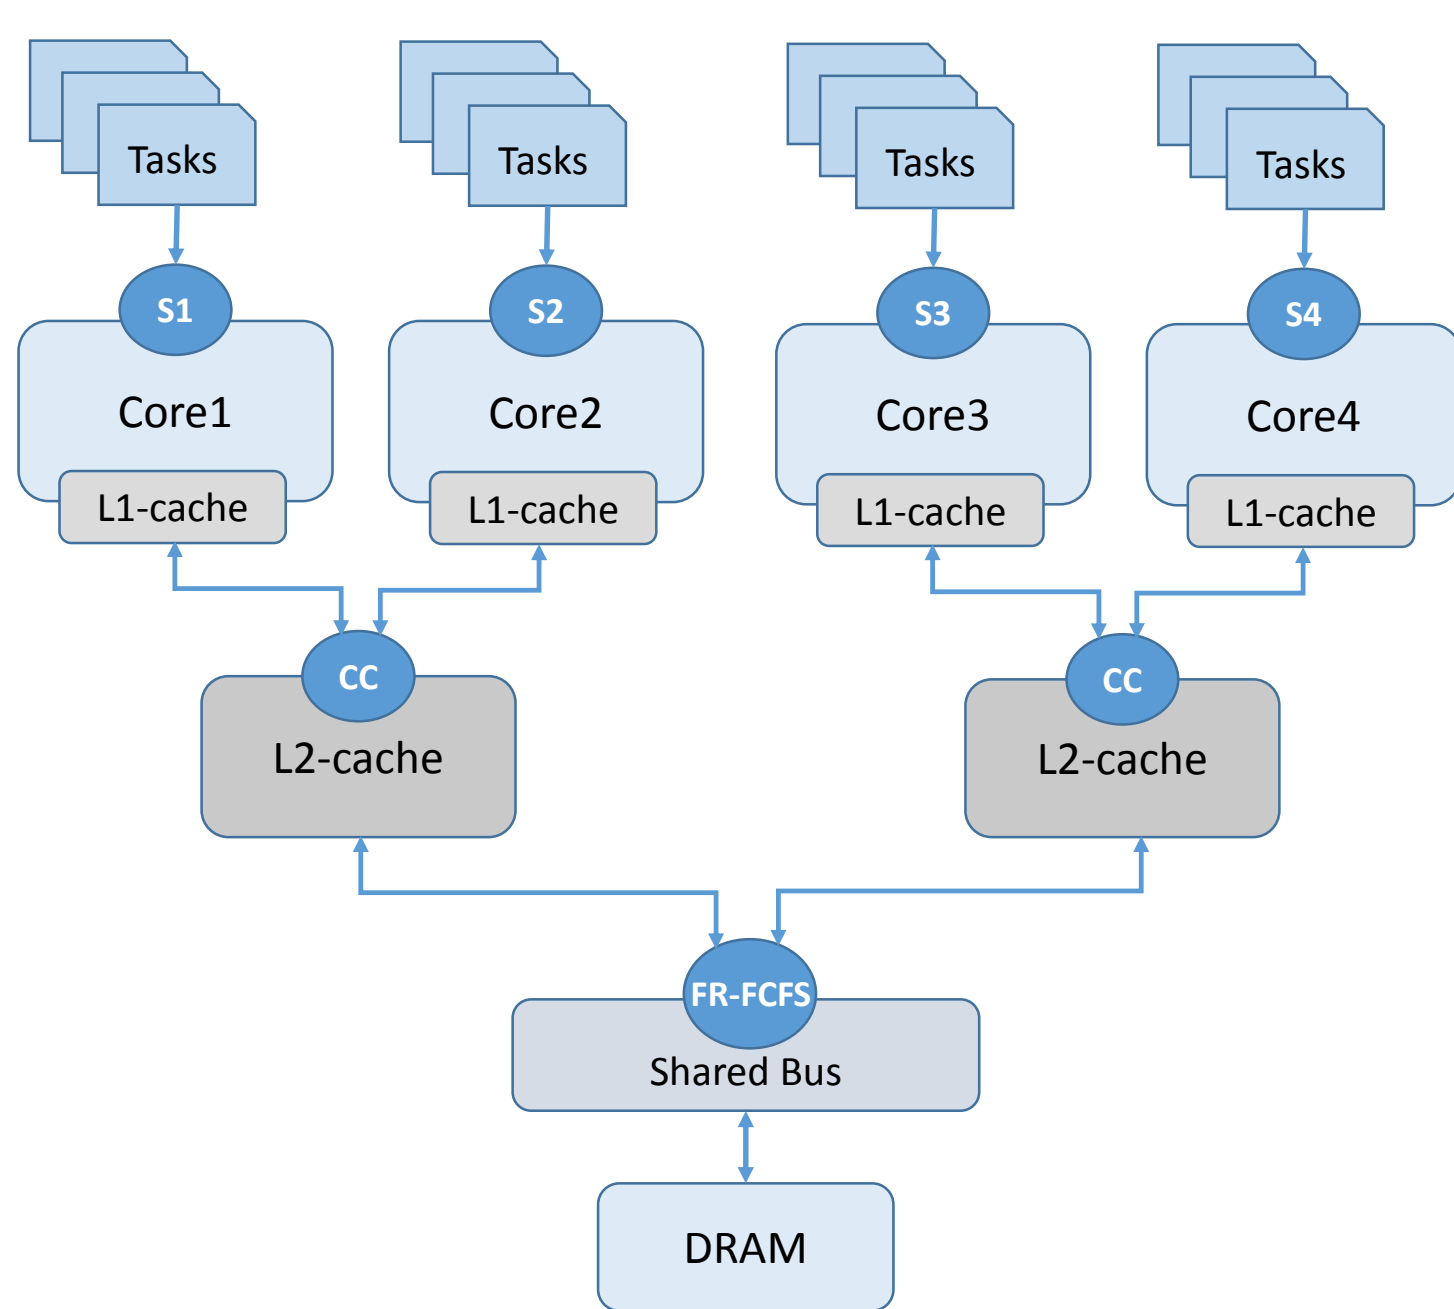 Tasks
Tasks
Tasks
Tasks
S1
S2
S3
S4
Core1
Core2
Core3
Core4
L1-cache
L1-cache
L1-cache
L1-cache
CC
CC
L2-cache
L2-cache
FR-FCFS
Shared Bus
DRAM